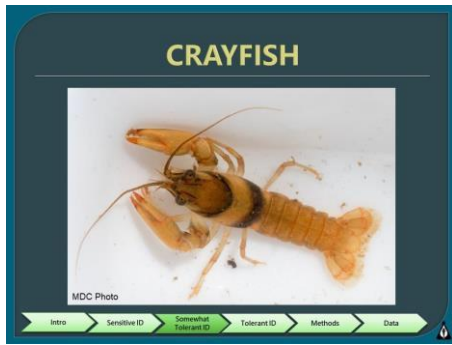 CRAYFISH
MDC Photo
Intro
Sensitive ID
Somewhat
Tolerant ID
Tolerant ID
Methods
Data